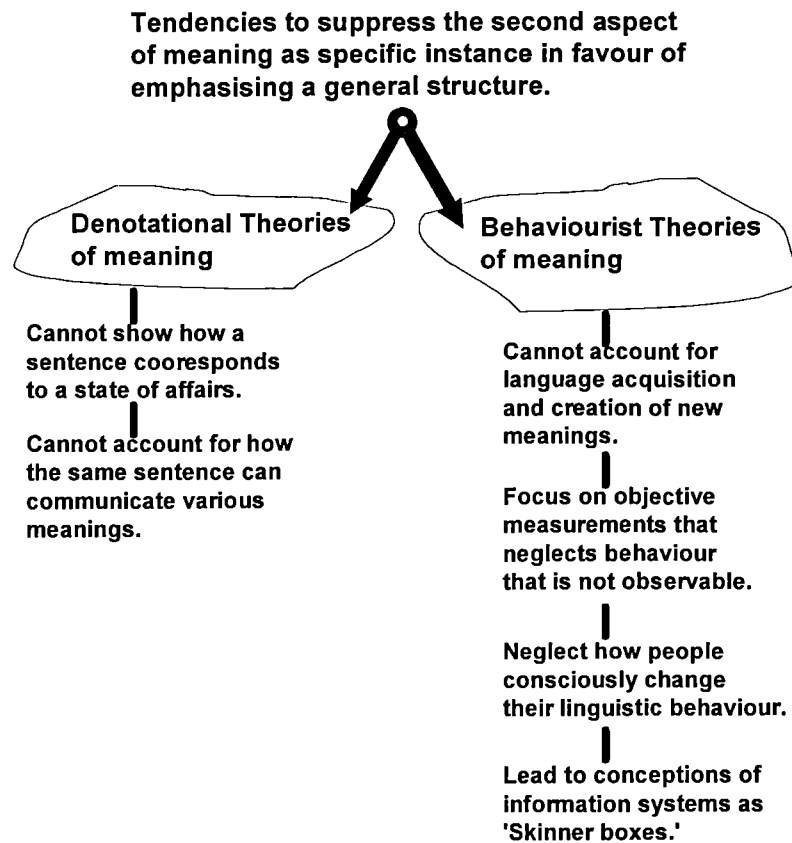 Tendencies to suppress the second aspect
of meaning as specific instance in favour of
emphasising a general structure.
Denotational Theories
of meaning
Cannot show how a
sentence cooresponds
to a state of affairs.
Cannot account for how
the same sentence can
communicate various
meanings.
Behaviourist Theories
of meaning
Cannot account for
language acquisition
and creation of new
meanings.
Focus on objective
measurements that
neglects behaviour
that is not observable.
Neglect how people
consciously change
their linguistic behaviour.
Lead to conceptions of
information systems as
'Skinner boxes.'